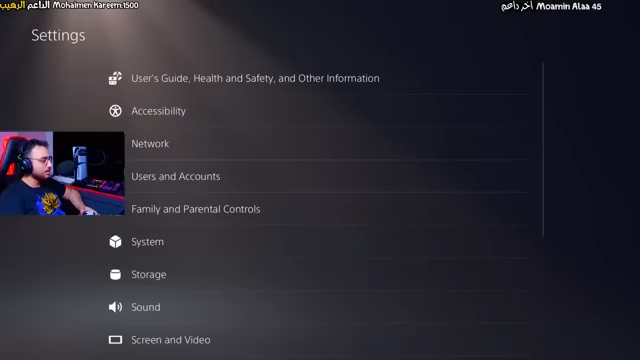 الداعم الرهيب Mohaimen Kareem:1500
آخر داعم Moamin Alaa 45
Settings
User's Guide, Health and Safety, and Other Information
Accessibility
Network
Users and Accounts
Family and Parental Controls
System
Storage
Sound
Screen and Video